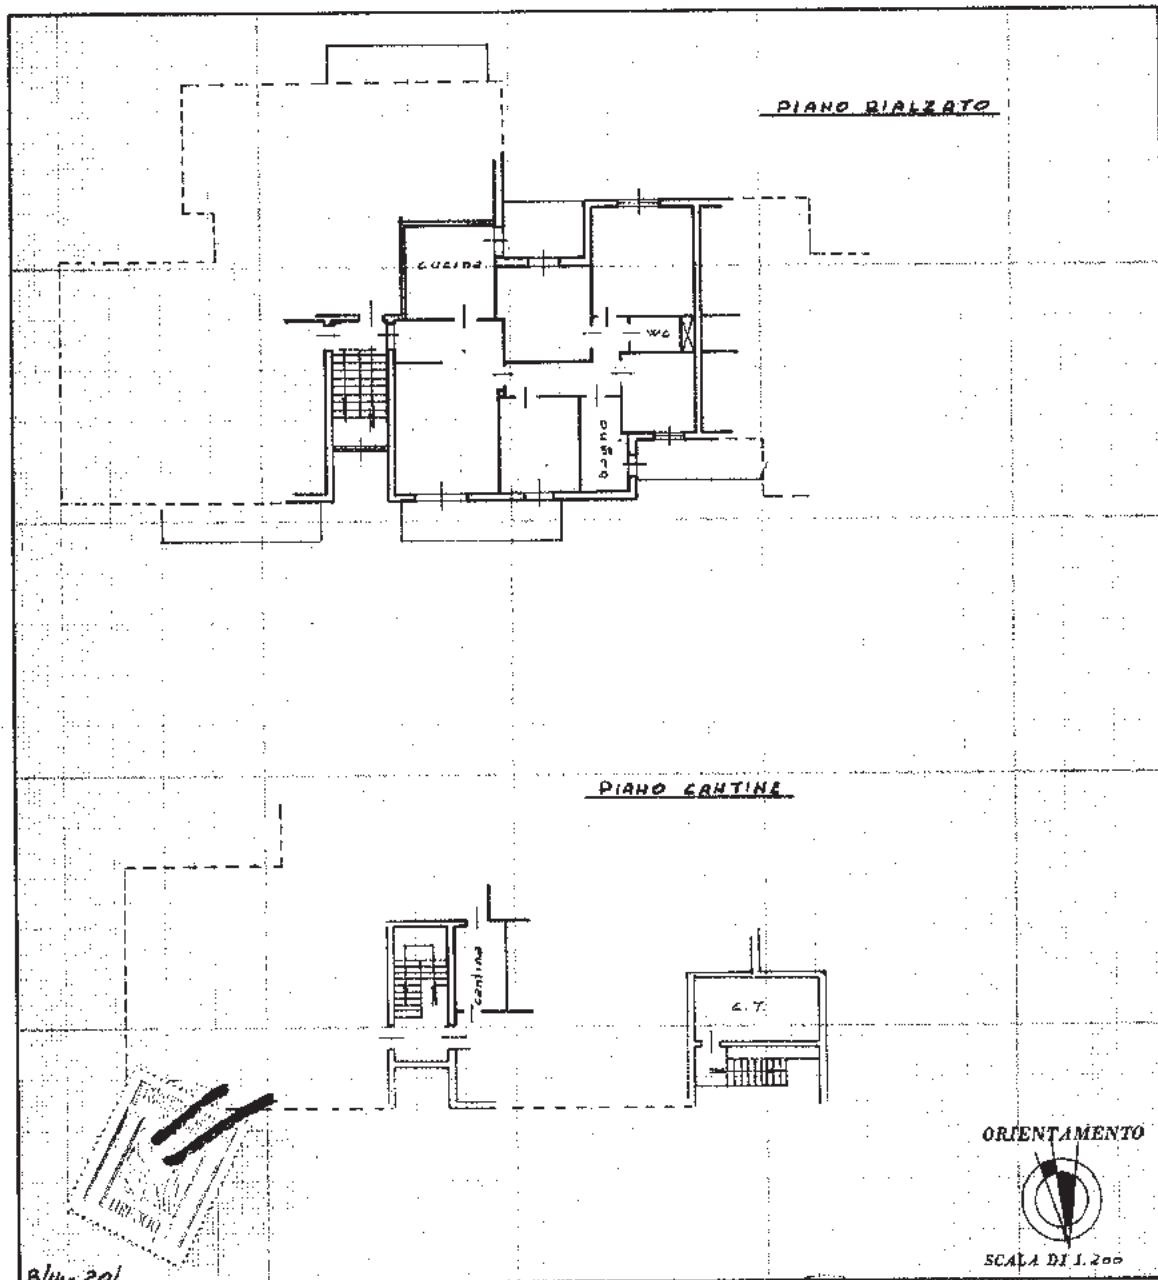 PIANO RIALZATO
cucina
WC
bagno
PIANO CANTINE
cantina
C.T.
ORIENTAMENTO
SCALA DI 1.200